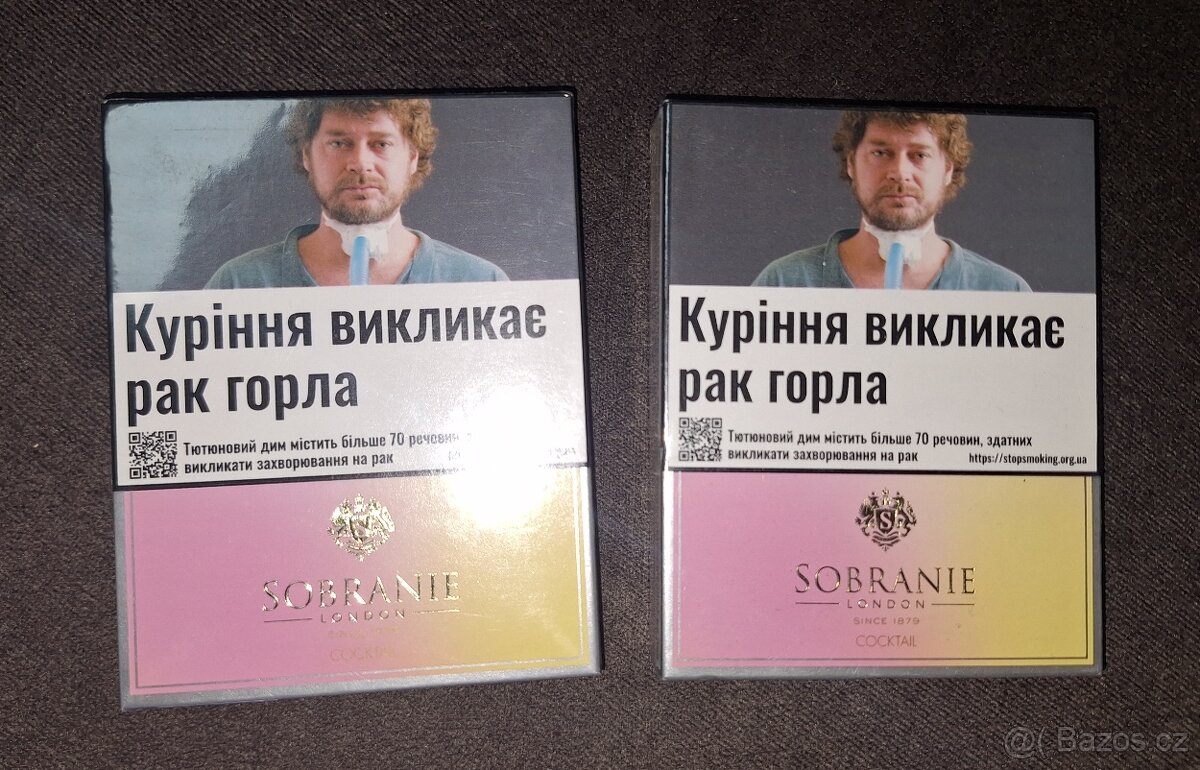 Куріння викликає
рак горла
Тютюновий дим містить більше 70 речовин
викликати захворювання на рак
SOBRANIE
LONDON
COCKTAIL
Куріння викликає
рак горла
Тютюновий дим містить більше 70 речовин, здатних
викликати захворювання на рак
https://stopsmoking.org.ua
S
SOBRANIE
LONDON
SINCE 1879
COCKTAIL
@( Bazos.cz